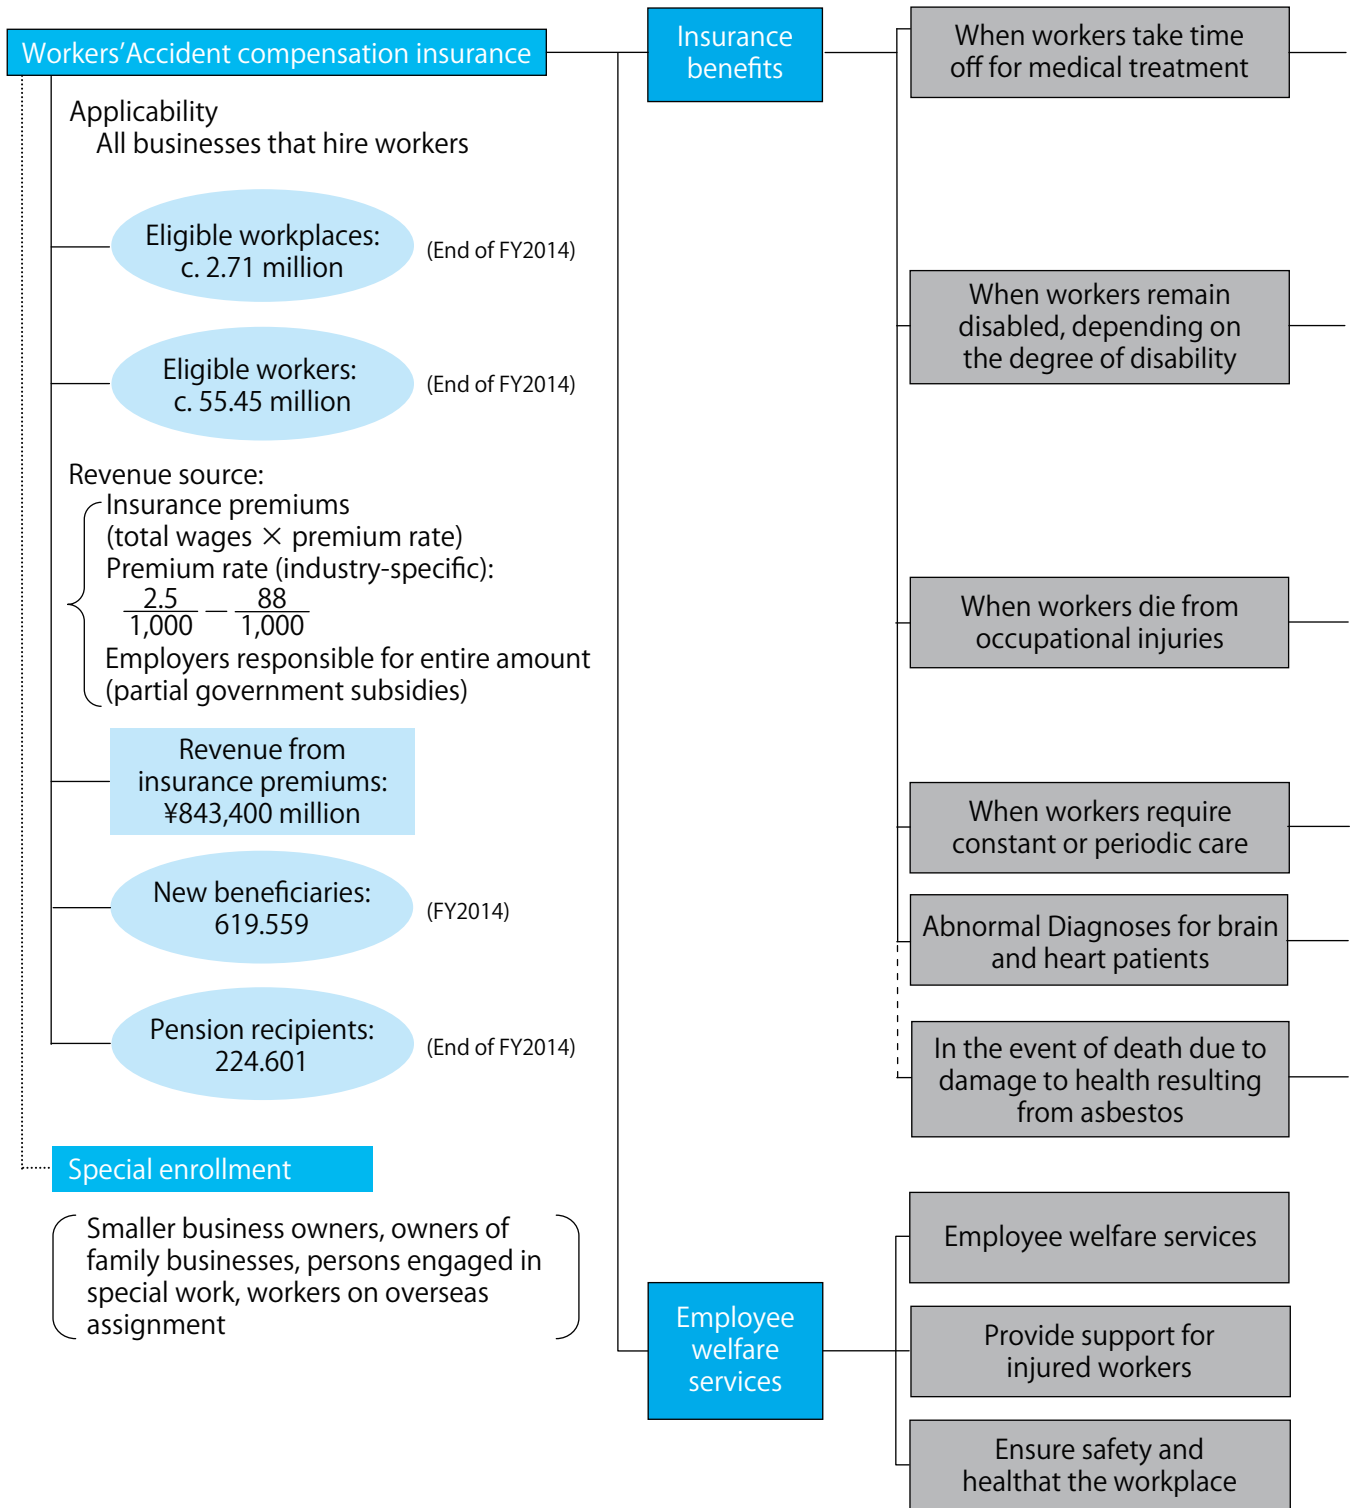 Workers'Accident compensation insurance
Applicability
All businesses that hire workers
Eligible workplaces:
c. 2.71 million
(End of FY2014)
Eligible workers:
c. 55.45 million
(End of FY2014)
Revenue source:
Insurance premiums
(total wages × premium rate)
Premium rate (industry-specific):
2.5/1,000 — 88/1,000
Employers responsible for entire amount
(partial government subsidies)
Revenue from
insurance premiums:
¥843,400 million
New beneficiaries:
619.559
(FY2014)
Pension recipients:
224.601
(End of FY2014)
Special enrollment
Smaller business owners, owners of
family businesses, persons engaged in
special work, workers on overseas
assignment
Insurance
benefits
When workers take time
off for medical treatment
When workers remain
disabled, depending on
the degree of disability
When workers die from
occupational injuries
When workers require
constant or periodic care
Abnormal Diagnoses for brain
and heart patients
In the event of death due to
damage to health resulting
from asbestos
Employee
welfare
services
Employee welfare services
Provide support for
injured workers
Ensure safety and
healthat the workplace